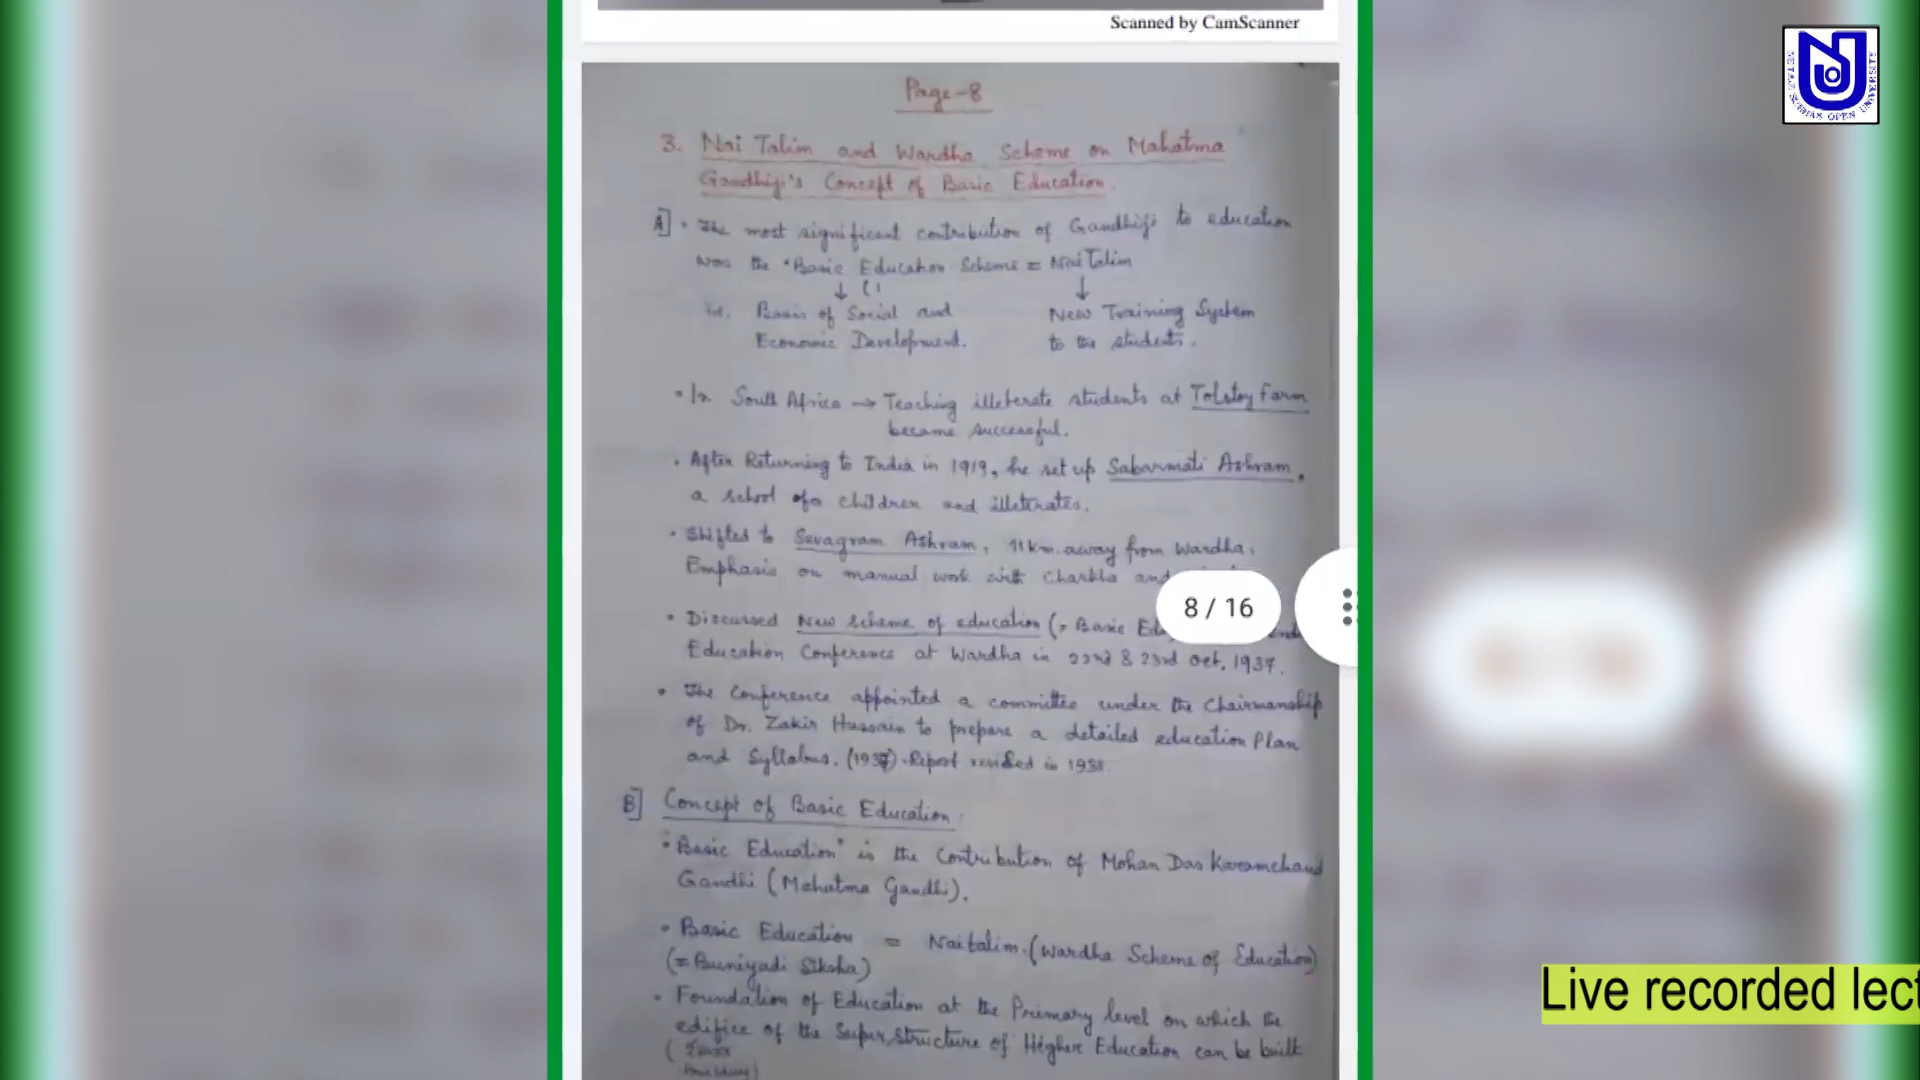 Scanned by CamScanner
NETAJI SUBHAS OPEN UNIVERSITY
Page-8
3. Nai Talim and Wardha Scheme on Mahatma
Gandhiji's Concept of Basic Education.
A] • The most significant contribution of Gandhiji to education
was the "Basic Education Scheme = Nai Talim
↓ ↓
i.e. Basis of Social and New Training System
Economic Development. to the students.
• In South Africa → Teaching illeterate students at Tolstoy Farm
became successful.
• After Returning to India in 1919, he set up Sabarmati Ashram,
a school for children and illeterates.
• Shifted to Sevagram Ashram, 11 km. away from Wardha.
Emphasis on manual work with Charkha and
8 / 16
• Discussed New scheme of education (= Basic
Education Conference at Wardha in 22nd & 23rd Oct, 1937.
• The Conference appointed a committee under the Chairmanship
of Dr. Zakir Hussain to prepare a detailed education Plan
and Syllabus. (1937). Report revised in 1938.
B] Concept of Basic Education:
• "Basic Education" is the Contribution of Mohan Das Karamchand
Gandhi (Mahatma Gandhi).
• Basic Education = Naitalim. (Wardha Scheme of Education)
(= Buniyadi Siksha)
• Foundation of Education at the Primary level on which the
edifice of the Super Structure of Higher Education can be built
Live recorded lect